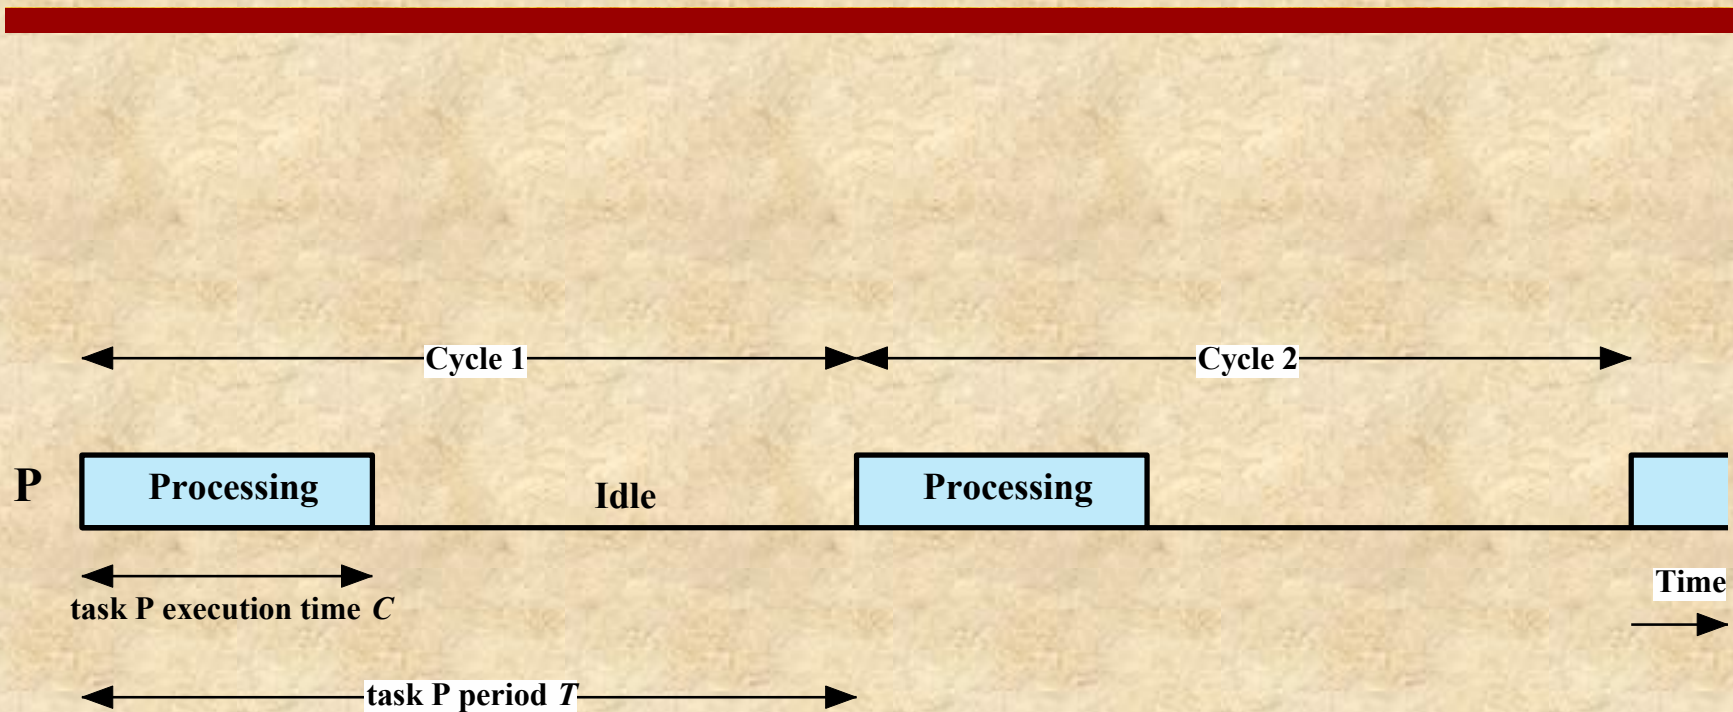 Cycle 1
Cycle 2
P
Processing
Idle
Processing
Time
task P execution time C
task P period T